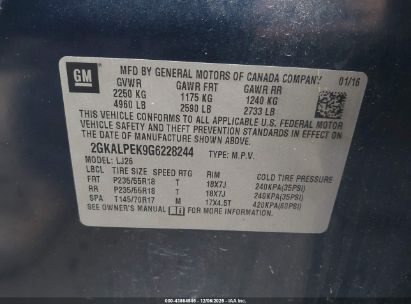 GM
MFD BY GENERAL MOTORS OF CANADA COMPANY 01/16
GVWR GAWR FRT GAWR RR
2250 KG 1175 KG 1240 KG
4960 LB 2590 LB 2733 LB
THIS VEHICLE CONFORMS TO ALL APPLICABLE
U.S. FEDERAL MOTOR VEHICLE SAFETY, BUMPER, AND THEFT
PREVENTION STANDARDS IN EFFECT ON THE DATE
OF MANUFACTURE SHOWN ABOVE.
2GKALPEK9G6228244 TYPE: M.P.V.
MODEL: LJ26
LBCL TIRE SIZE SPEED RTG RIM COLD TIRE PRESSURE
FRT P235/55R18 T 18X7J 240KPA(35PSI)
RR P235/55R18 T 18X7J 240KPA(35PSI)
SPA T145/70R17 M 17X4.5T 420KPA(60PSI)
SEE OWNER'S MANUAL FOR ADDITIONAL INFORMATION.